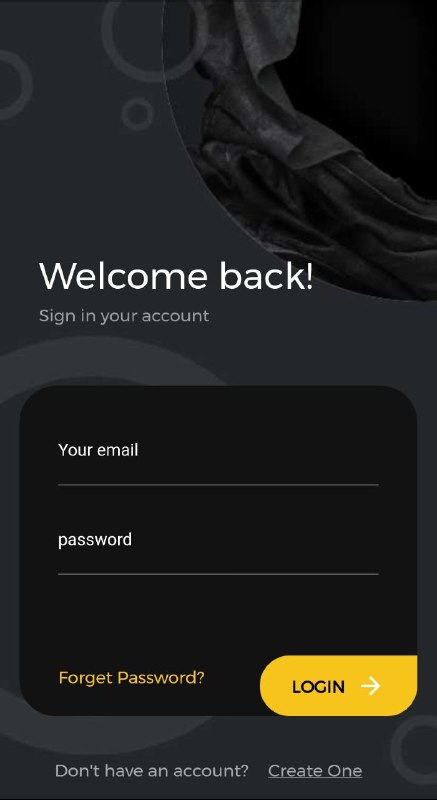 Welcome back!
Sign in your account
Your email
password
Forget Password?
LOGIN
Don't have an account? Create One